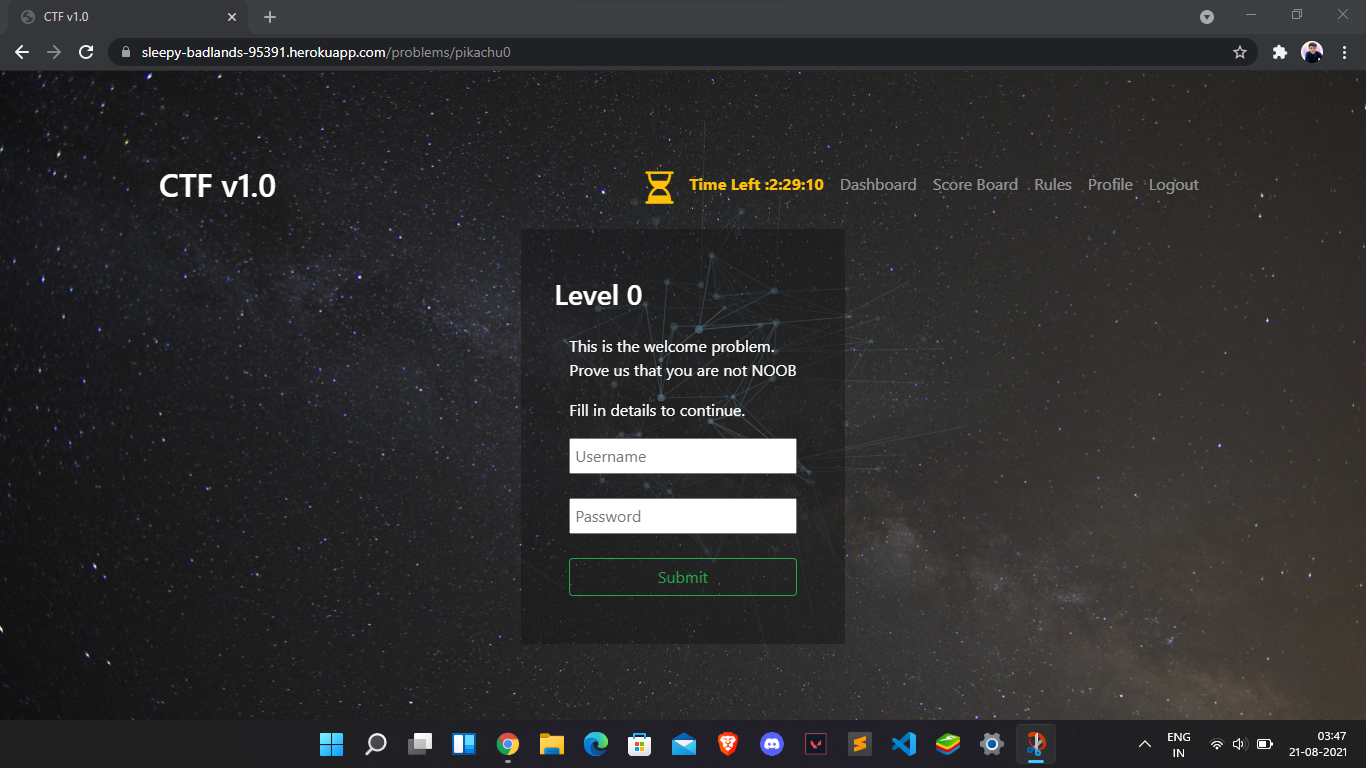 CTF v1.0
sleepy-badlands-95391.herokuapp.com/problems/pikachu0
CTF v1.0
Time Left :2:29:10
Dashboard
Score Board
Rules
Profile
Logout
Level 0
This is the welcome problem.
Prove us that you are not NOOB
Fill in details to continue.
Username
Password
Submit
ENG
IN
03:47
21-08-2021